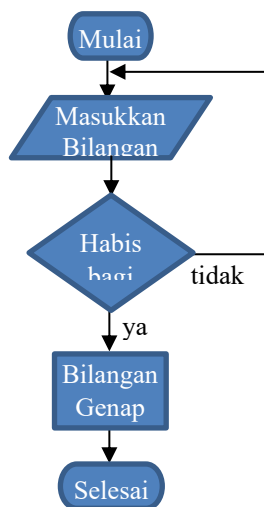 Mulai
Masukkan
Bilangan
Habis
bagi
tidak
ya
Bilangan
Genap
Selesai